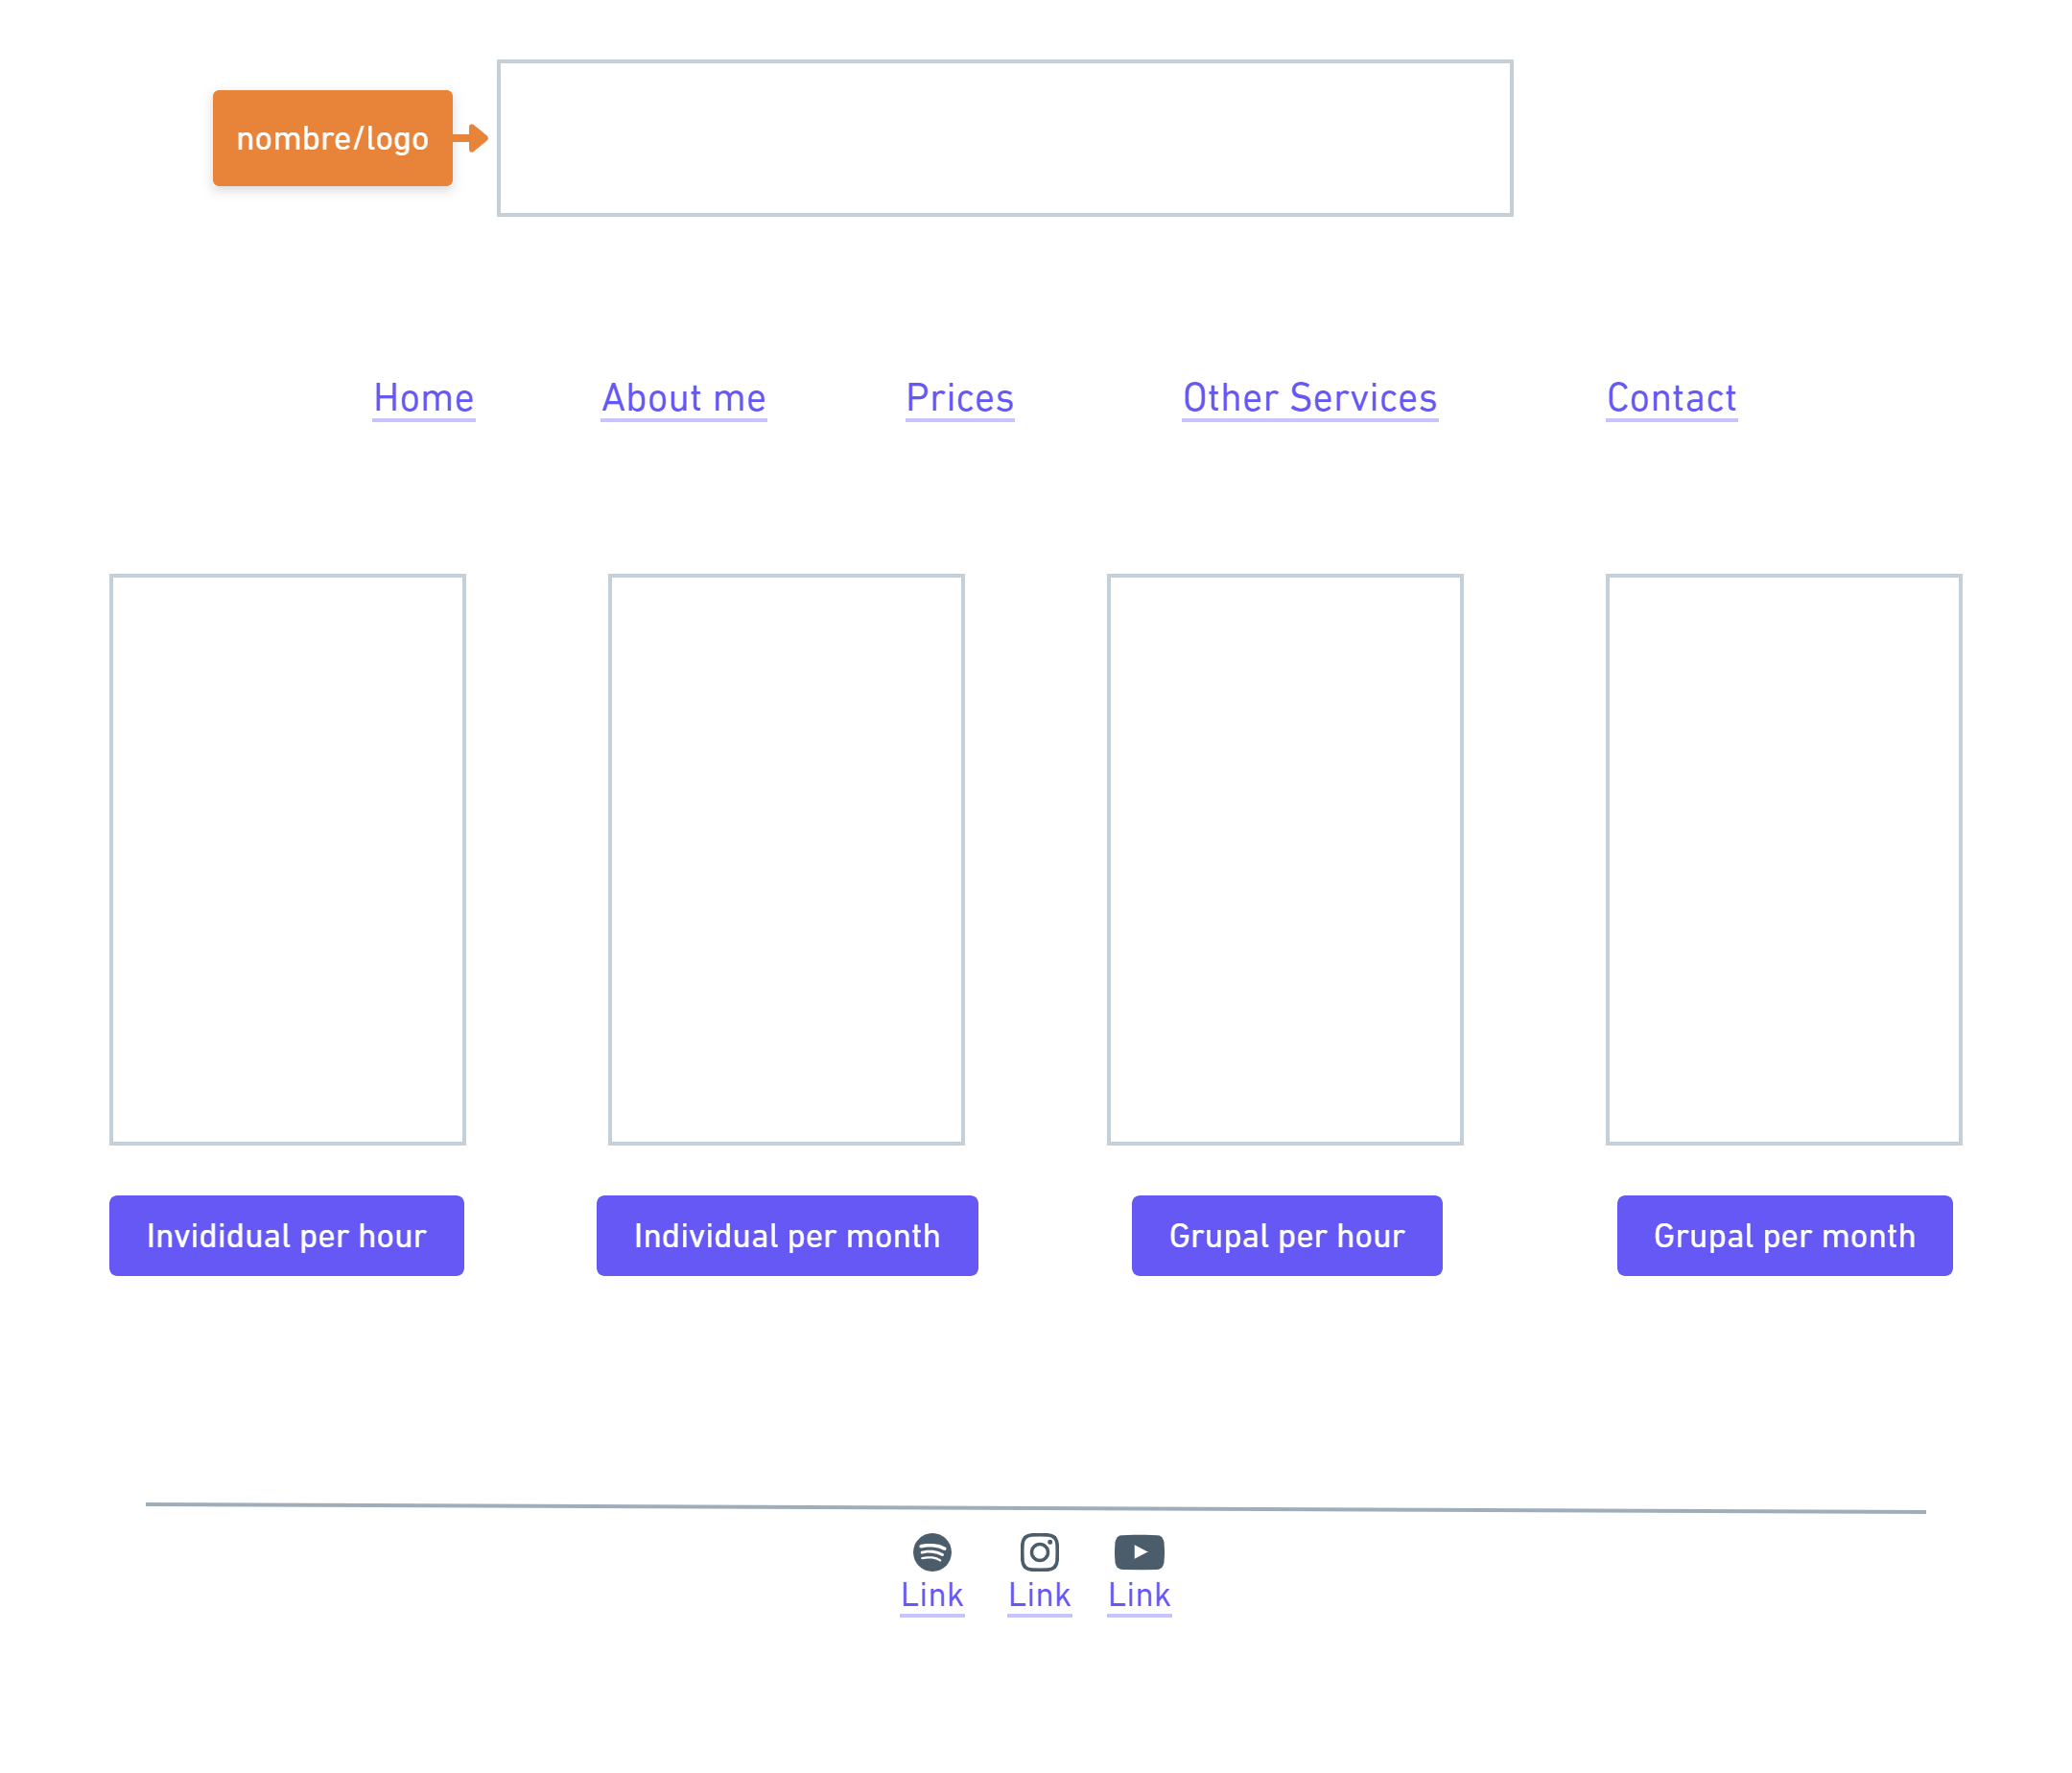 nombre/logo
Home About me Prices Other Services Contact
Invididual per hour Individual per month Grupal per hour Grupal per month
Link Link Link